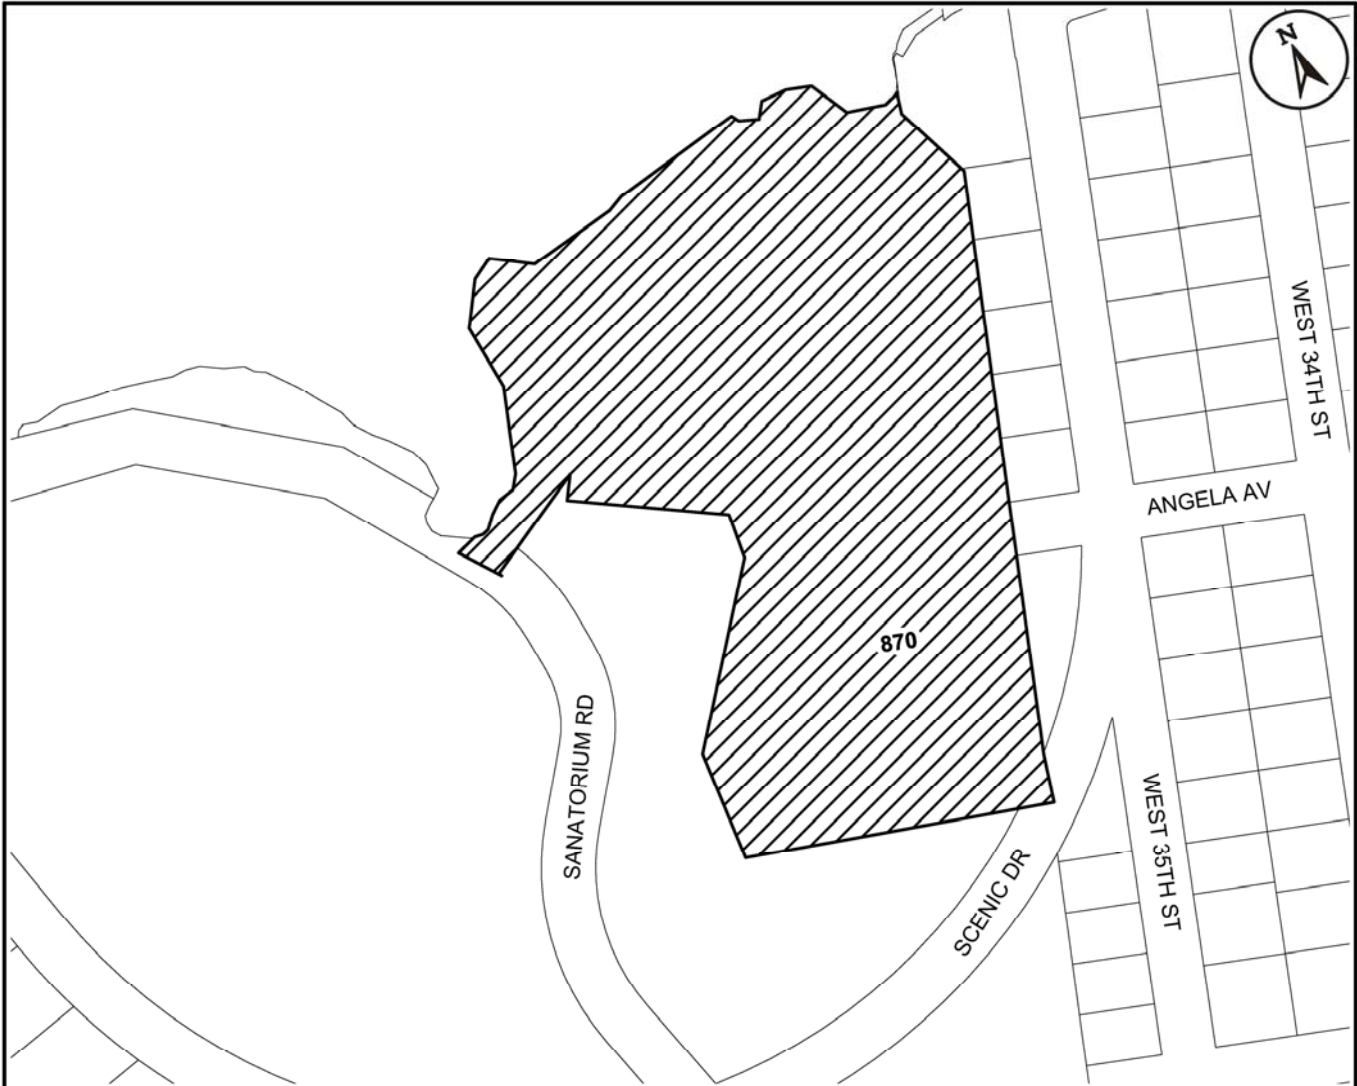 N
WEST 34TH ST
ANGELA AV
870
SANATORIUM RD
WEST 35TH ST
SCENIC DR